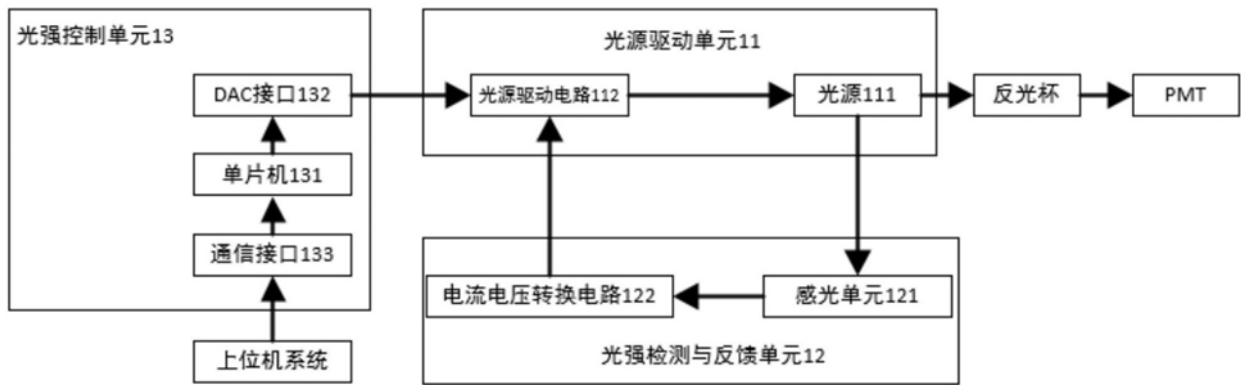 光强控制单元13
DAC接口132
单片机131
通信接口133
上位机系统
光源驱动单元11
光源驱动电路112
光源111
反光杯
PMT
电流电压转换电路122
感光单元121
光强检测与反馈单元12